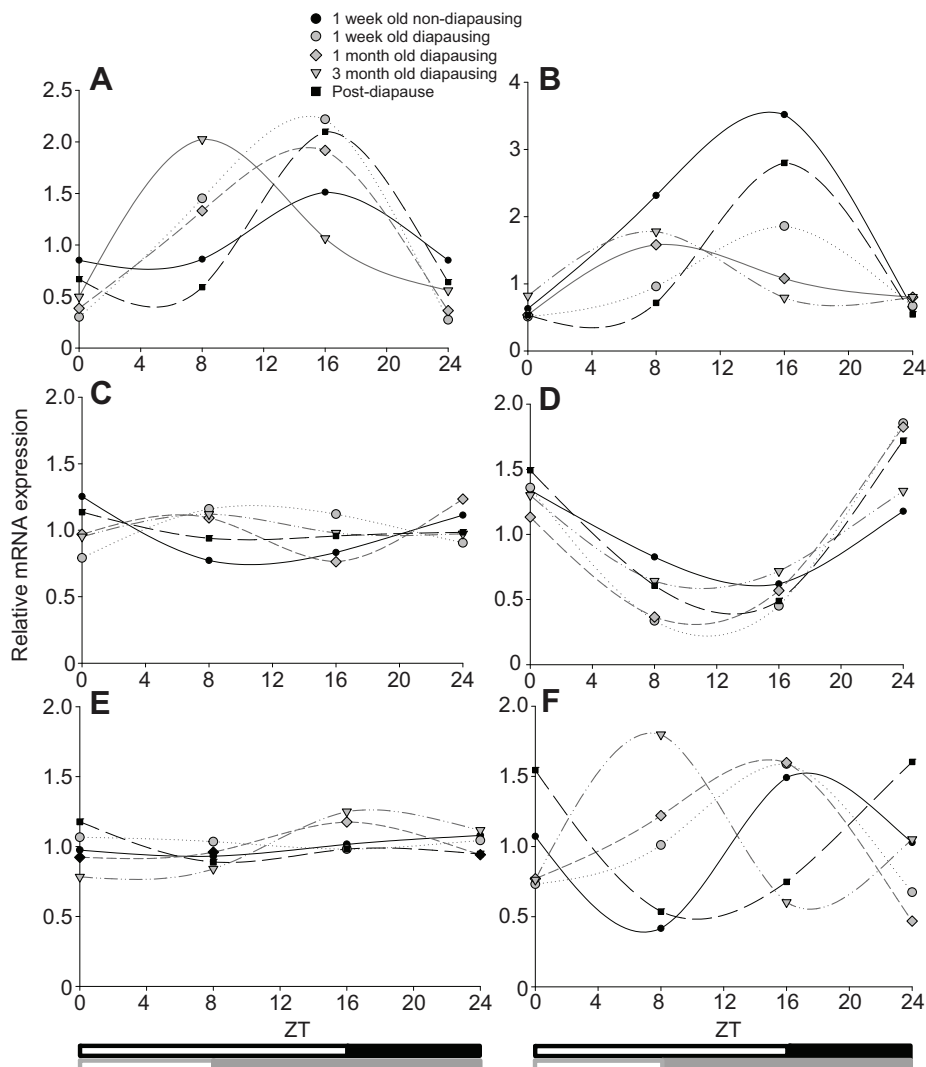 1 week old non-diapausing
1 week old diapausing
1 month old diapausing
3 month old diapausing
Post-diapause
A
2.5
2.0
1.5
1.0
0.5
0
0 4 8 12 16 20 24
B
4
3
2
1
0
0 4 8 12 16 20 24
Relative mRNA expression
C
2.0
1.5
1.0
0.5
0
0 4 8 12 16 20 24
D
2.0
1.5
1.0
0.5
0
0 4 8 12 16 20 24
E
2.0
1.5
1.0
0.5
0
0 4 8 12 16 20 24
ZT
F
2.0
1.5
1.0
0.5
0
0 4 8 12 16 20 24
ZT